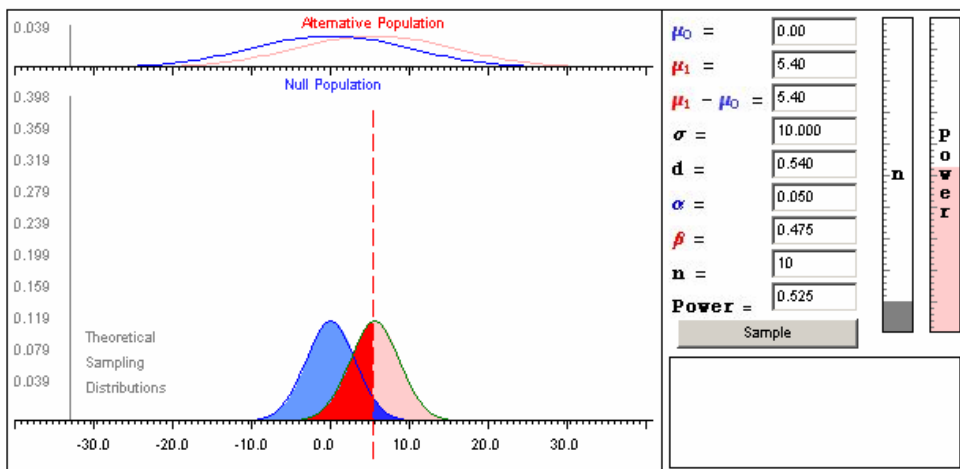 Alternative Population
0.039
Null Population
0.398
0.359
0.319
0.279
0.239
0.199
0.159
0.119
0.079
0.039
Theoretical
Sampling
Distributions
-30.0 -20.0 -10.0 0.0 10.0 20.0 30.0
μ0 = 0.00
μ1 = 5.40
μ1 - μ0 = 5.40
σ = 10.000
d = 0.540
α = 0.050
β = 0.475
n = 10
Power = 0.525
Sample
n
Power